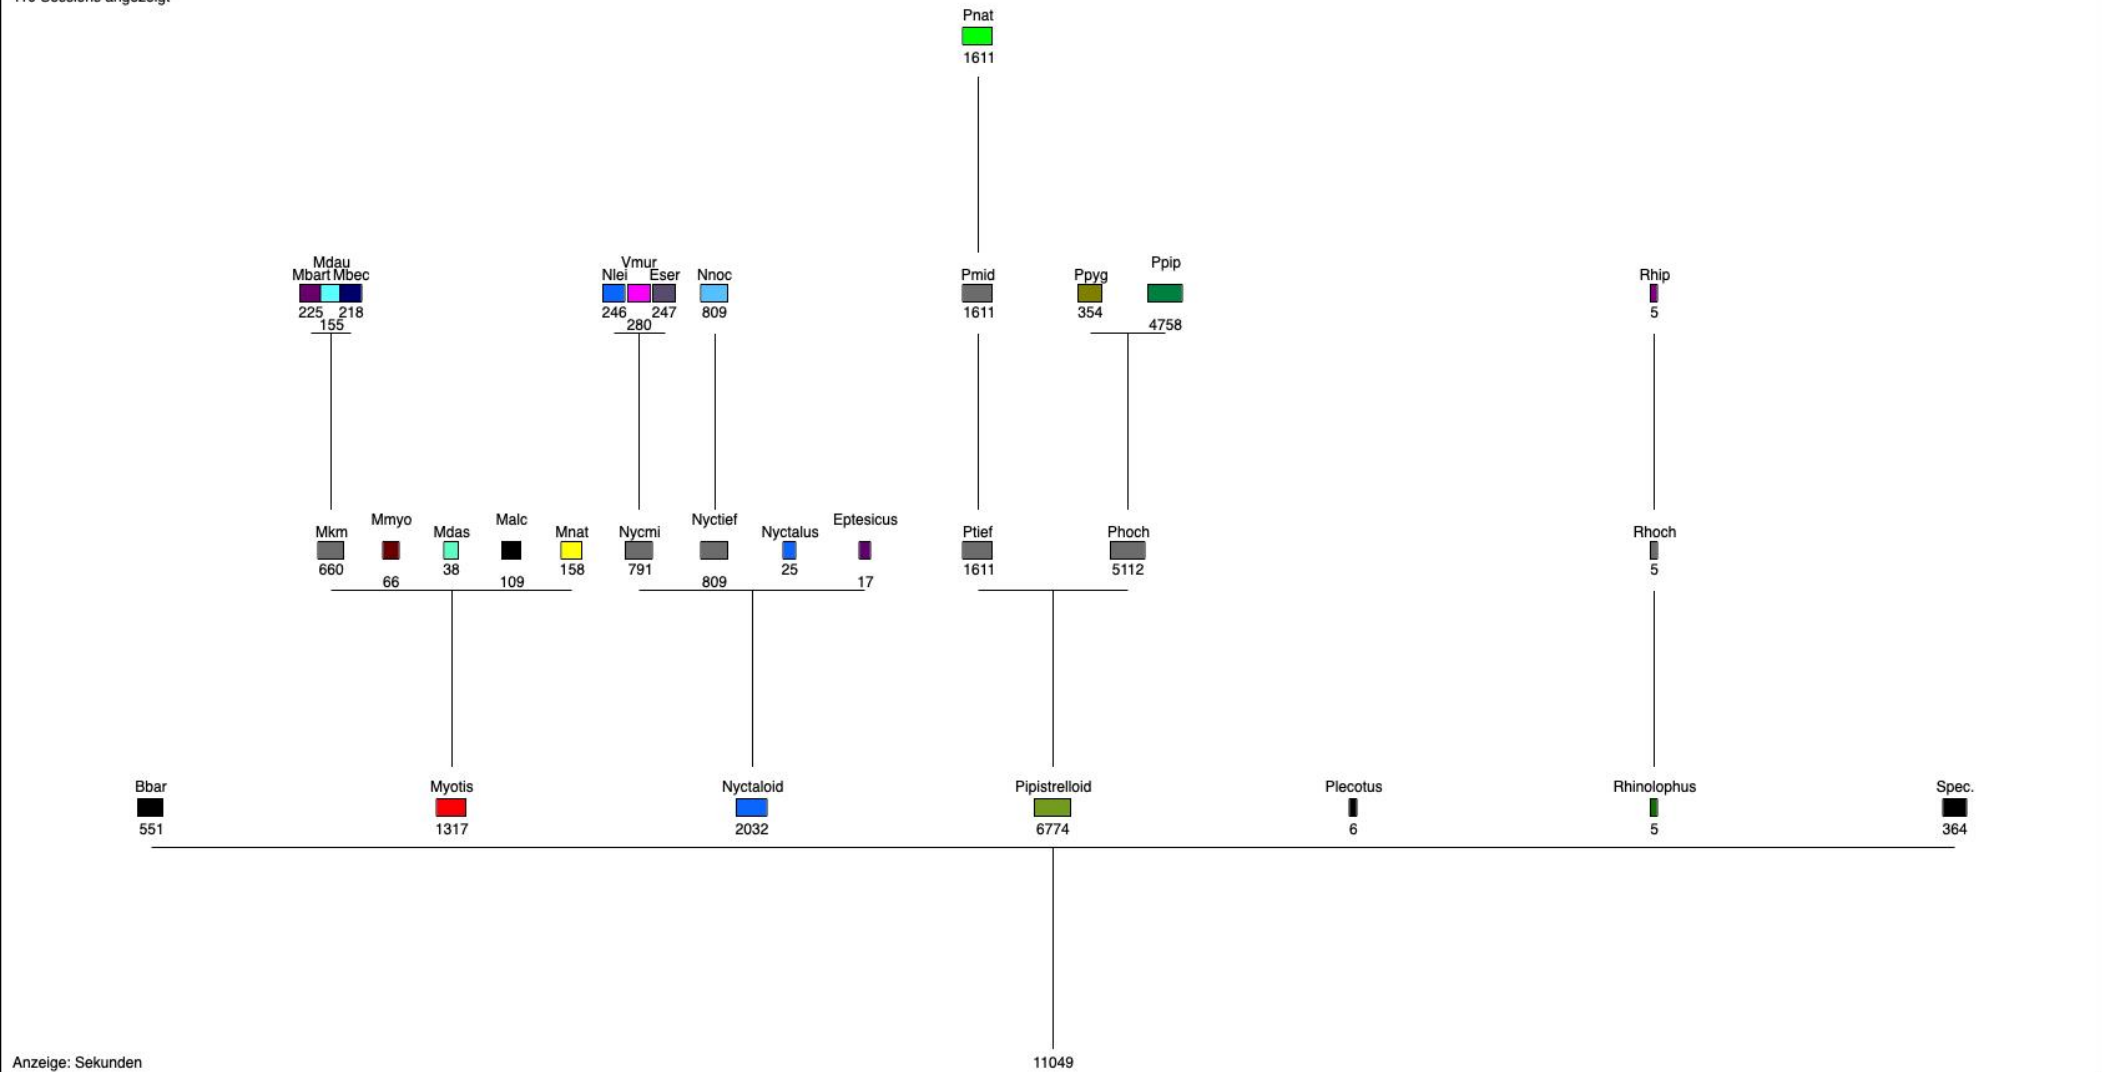 Pnat
1611
Mdau
Mbart Mbec
225 218
155
Vmur
Nlei Eser
246 247
280
Nnoc
809
Pmid
1611
Ppyg
354
Ppip
4758
Rhip
5
Mkm
660
Mmyo
66
Mdas
38
Malc
109
Mnat
158
Nycmi
791
Nyctief
809
Nyctalus
25
Eptesicus
17
Ptief
1611
Phoch
5112
Rhoch
5
Bbar
551
Myotis
1317
Nyctaloid
2032
Pipistrelloid
6774
Plecotus
6
Rhinolophus
5
Spec.
364
Anzeige: Sekunden
11049